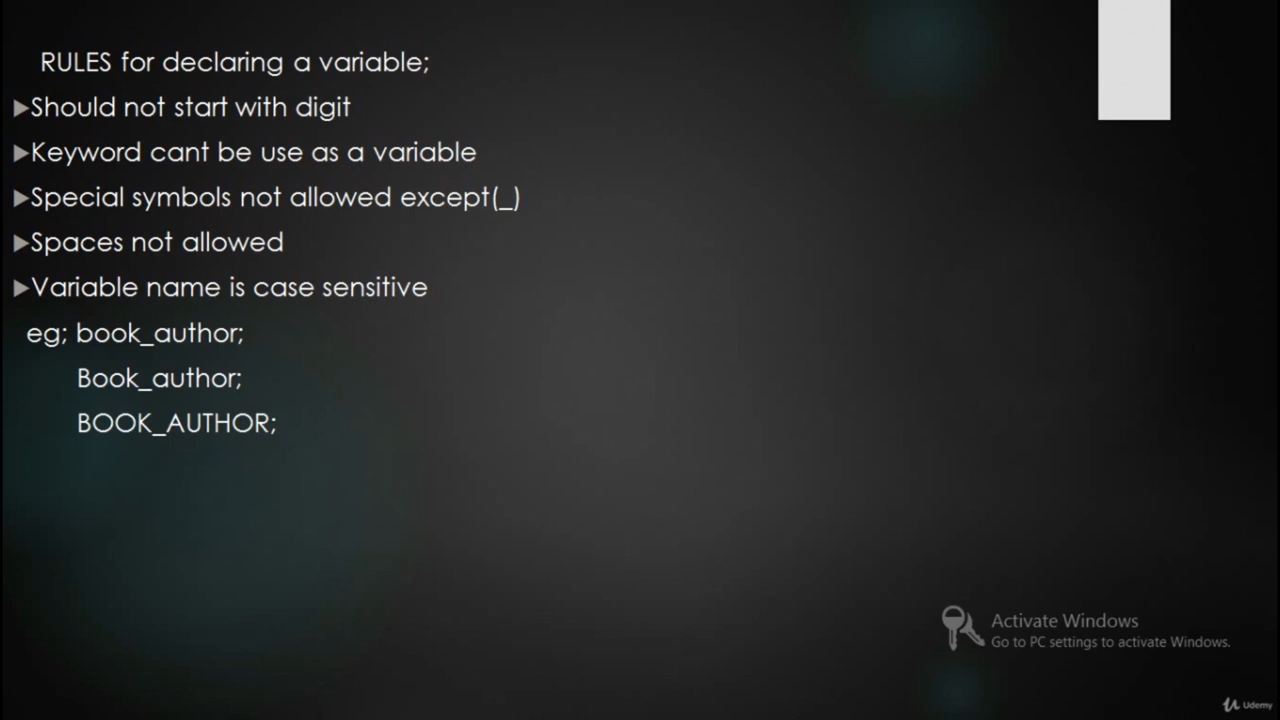 RULES for declaring a variable;
▶Should not start with digit
▶Keyword cant be use as a variable
▶Special symbols not allowed except(_)
▶Spaces not allowed
▶Variable name is case sensitive
eg; book_author;
Book_author;
BOOK_AUTHOR;
Activate Windows
Go to PC settings to activate Windows.
Udemy